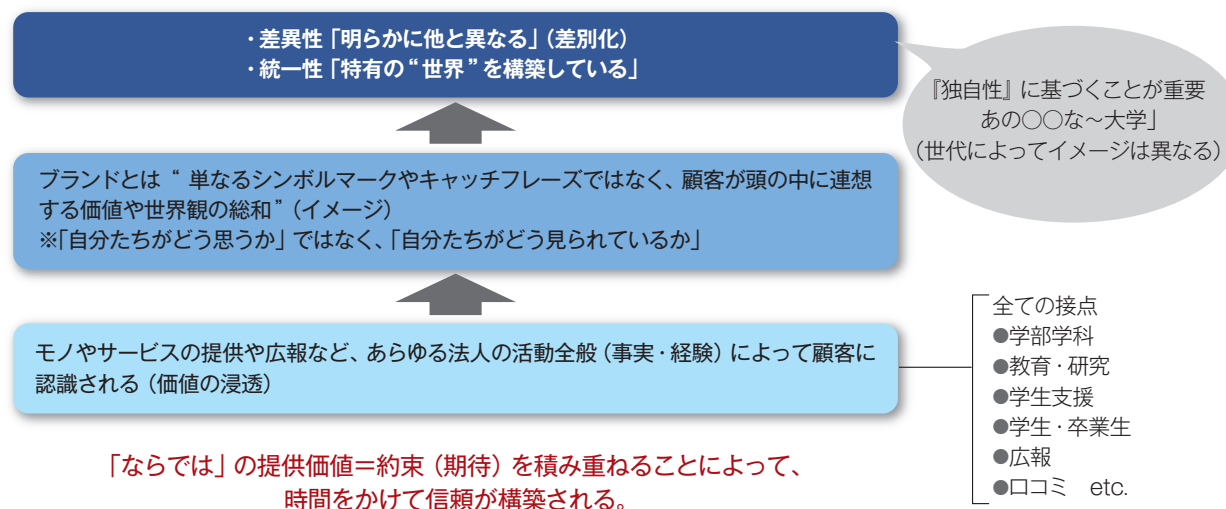 ・差異性「明らかに他と異なる」（差別化）
・統一性「特有の“世界”を構築している」
『独自性』に基づくことが重要
あの〇〇な～大学」
（世代によってイメージは異なる）
ブランドとは“ 単なるシンボルマークやキャッチフレーズではなく、顧客が頭の中に連想
する価値や世界観の総和”（イメージ）
※「自分たちがどう思うか」ではなく、「自分たちがどう見られているか」
モノやサービスの提供や広報など、あらゆる法人の活動全般（事実・経験）によって顧客に
認識される（価値の浸透）
全ての接点
●学部学科
●教育・研究
●学生支援
●学生・卒業生
●広報
●口コミ　etc.
「ならでは」の提供価値＝約束（期待）を積み重ねることによって、
時間をかけて信頼が構築される。